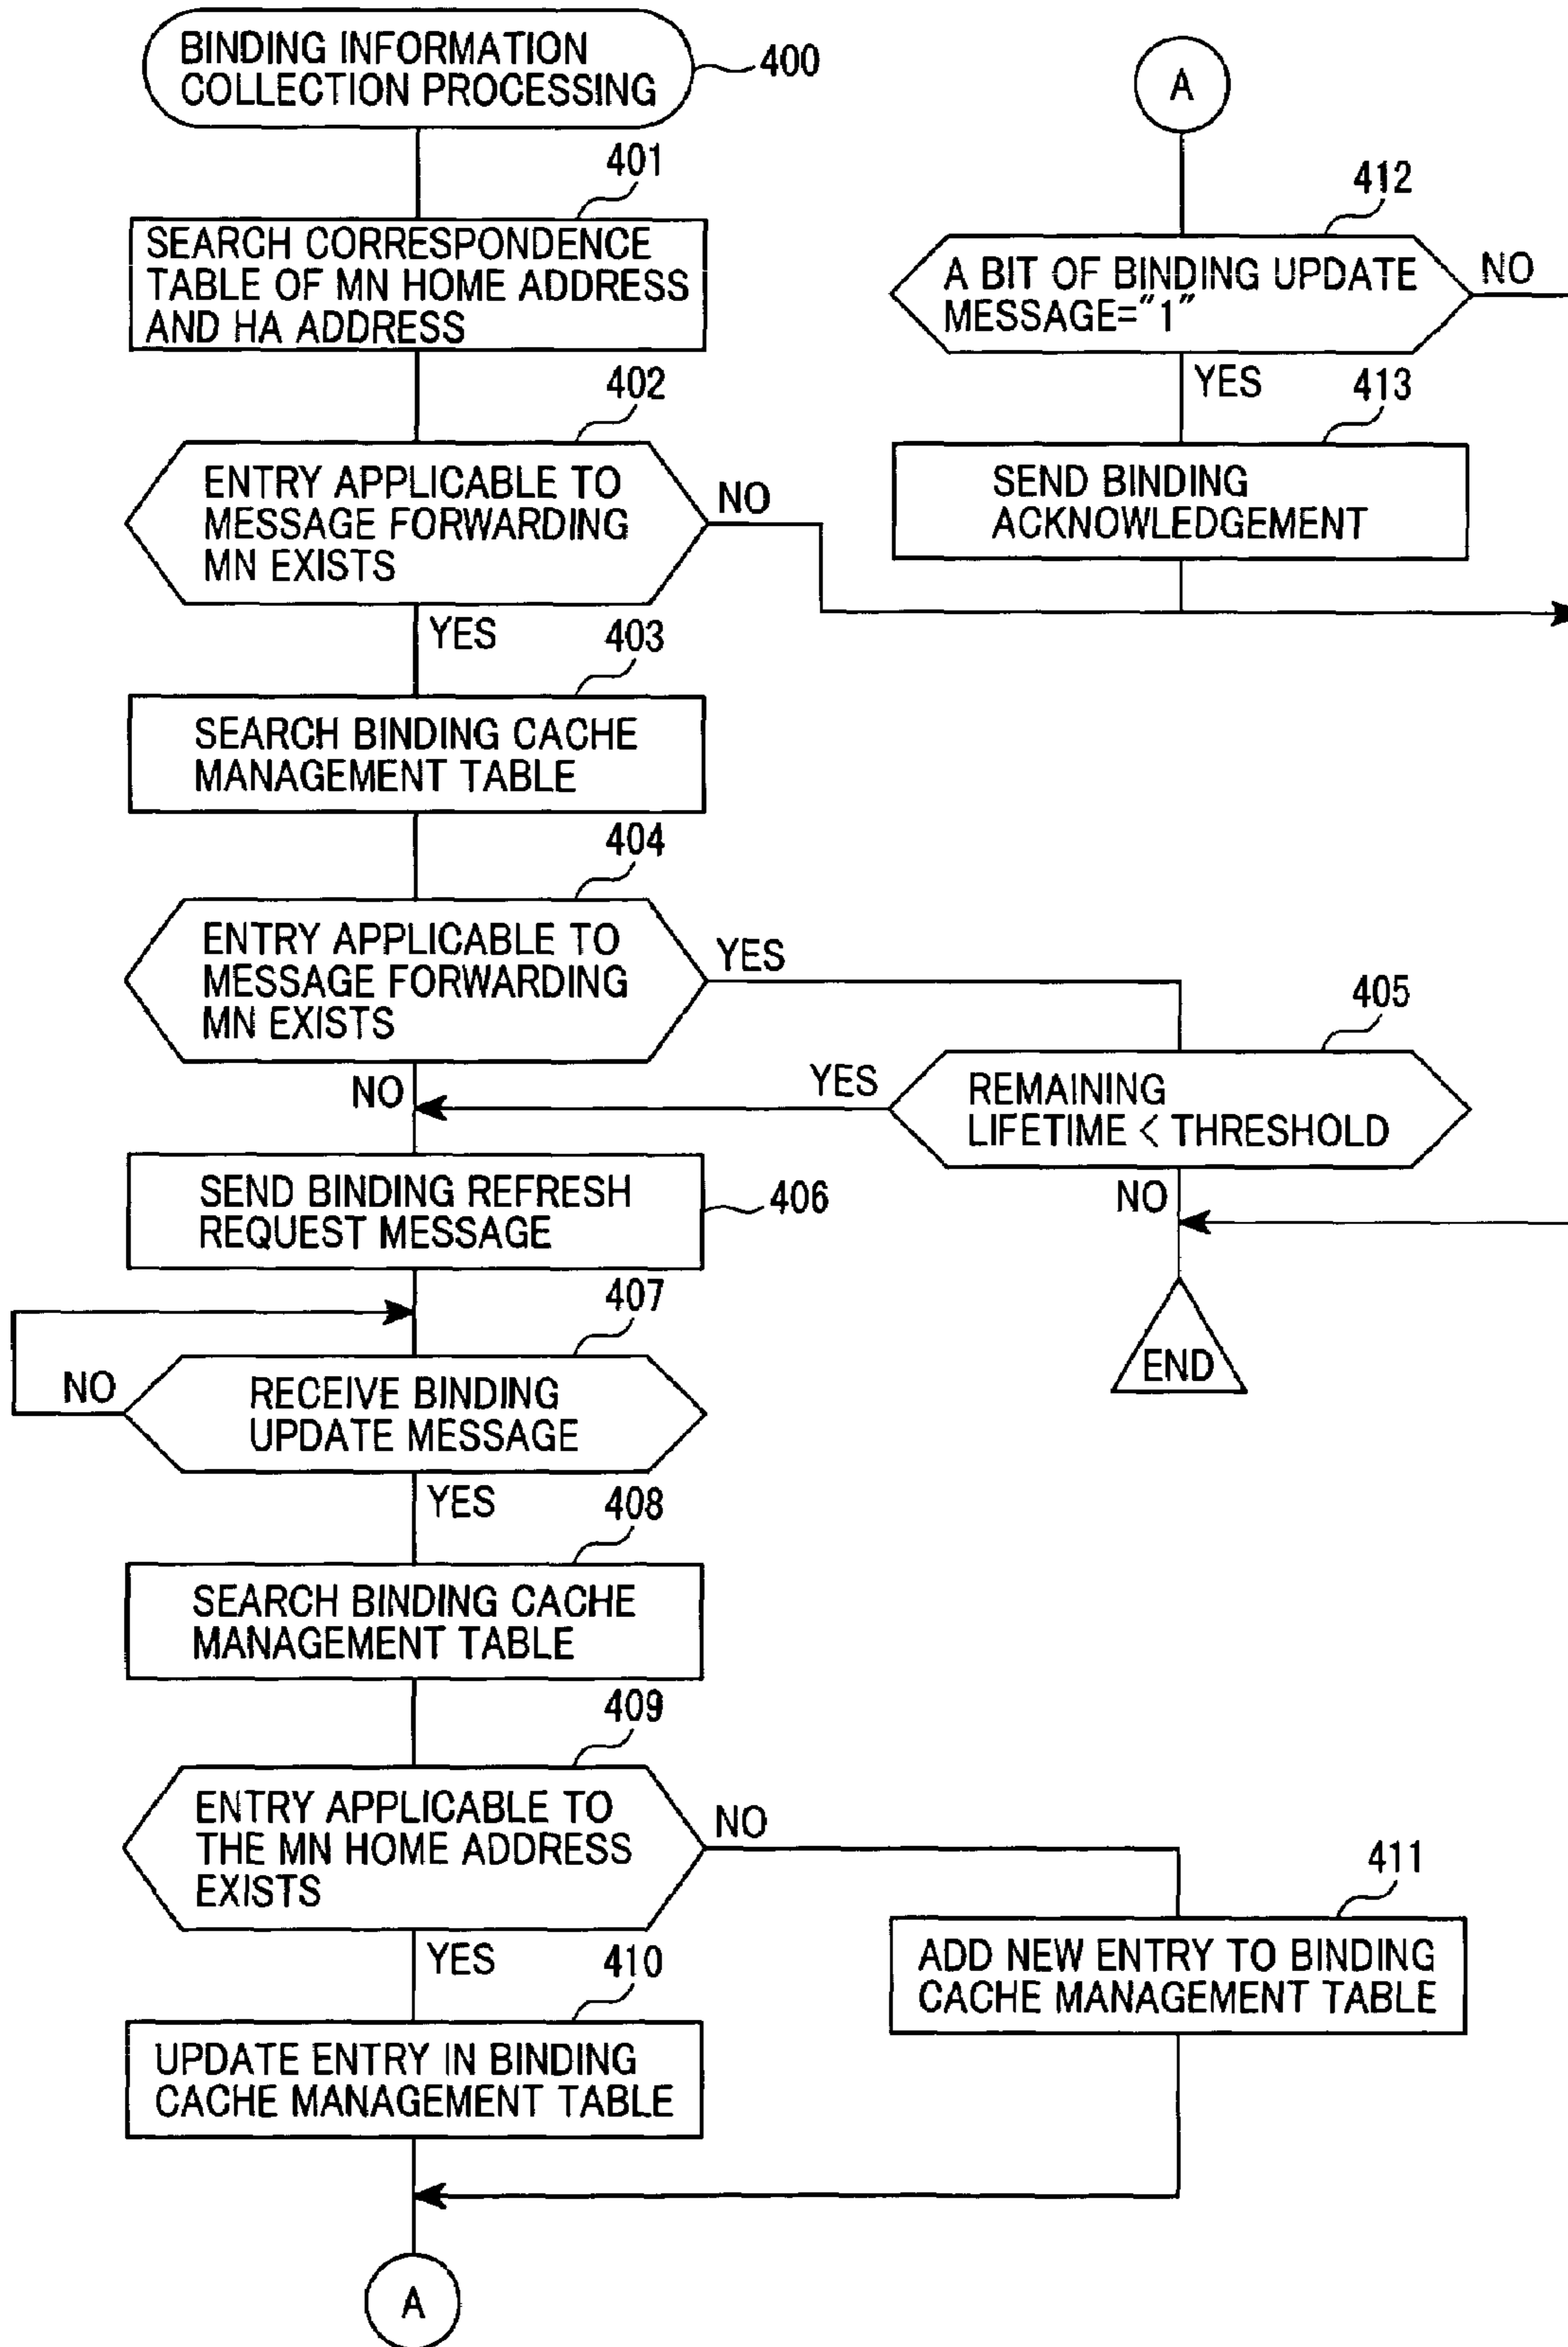 BINDING INFORMATION
COLLECTION PROCESSING
400
401
SEARCH CORRESPONDENCE
TABLE OF MN HOME ADDRESS
AND HA ADDRESS
402
ENTRY APPLICABLE TO
MESSAGE FORWARDING
MN EXISTS
NO
YES
403
SEARCH BINDING CACHE
MANAGEMENT TABLE
404
ENTRY APPLICABLE TO
MESSAGE FORWARDING
MN EXISTS
YES
405
REMAINING
LIFETIME < THRESHOLD
YES
NO
NO
END
SEND BINDING REFRESH
REQUEST MESSAGE
406
407
RECEIVE BINDING
UPDATE MESSAGE
NO
YES
408
SEARCH BINDING CACHE
MANAGEMENT TABLE
409
ENTRY APPLICABLE TO
THE MN HOME ADDRESS
EXISTS
NO
YES
410
UPDATE ENTRY IN BINDING
CACHE MANAGEMENT TABLE
411
ADD NEW ENTRY TO BINDING
CACHE MANAGEMENT TABLE
A
A
412
A BIT OF BINDING UPDATE
MESSAGE="1"
NO
YES
413
SEND BINDING
ACKNOWLEDGEMENT